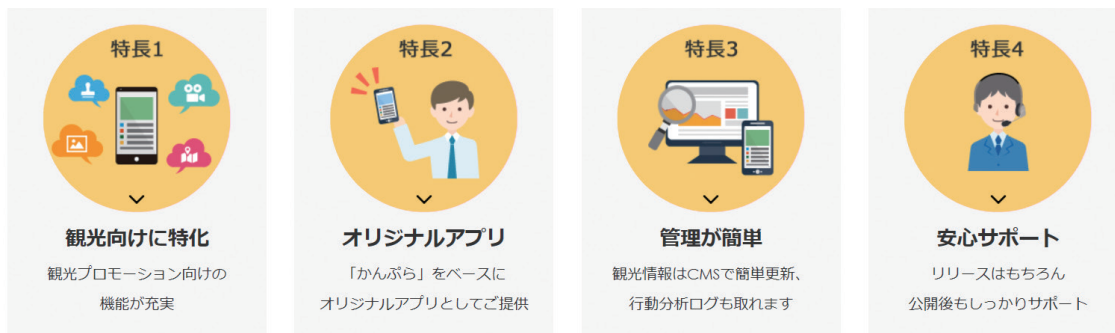 特長1
観光向けに特化
観光プロモーション向けの
機能が充実
特長2
オリジナルアプリ
「かんぷら」をベースに
オリジナルアプリとしてご提供
特長3
管理が簡単
観光情報はCMSで簡単更新、
行動分析ログも取れます
特長4
安心サポート
リリースはもちろん
公開後もしっかりサポート